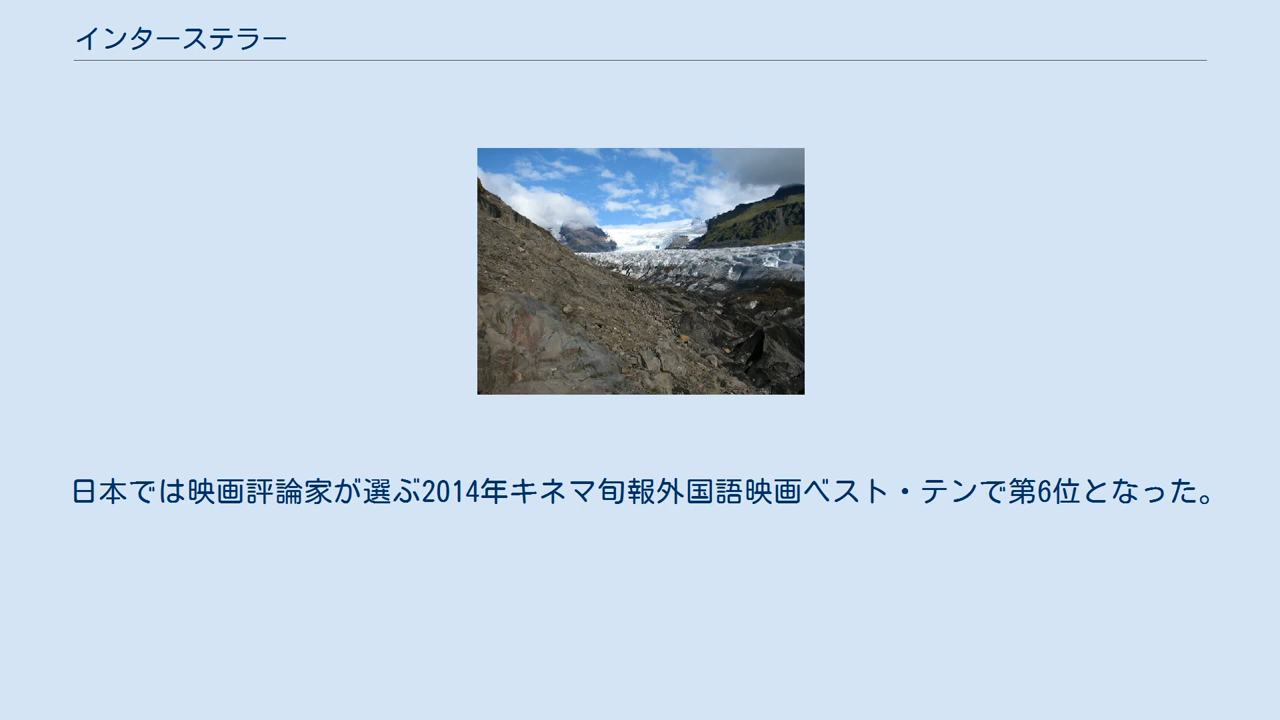 インターステラー
日本では映画評論家が選ぶ2014年キネマ旬報外国語映画ベスト・テンで第6位となった。